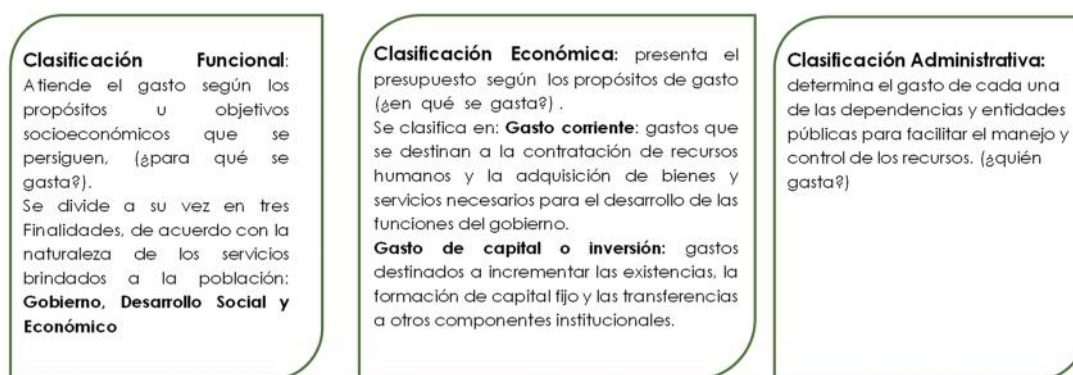 Clasificación Funcional:
Atiende el gasto según los
propósitos u objetivos
socioeconómicos que se
persiguen, (¿para qué se
gasta?).
Se divide a su vez en tres
Finalidades, de acuerdo con la
naturaleza de los servicios
brindados a la población:
Gobierno, Desarrollo Social y
Económico
Clasificación Económica: presenta el
presupuesto según los propósitos de gasto
(¿en qué se gasta?) .
Se clasifica en: Gasto corriente: gastos que
se destinan a la contratación de recursos
humanos y la adquisición de bienes y
servicios necesarios para el desarrollo de las
funciones del gobierno.
Gasto de capital o inversión: gastos
destinados a incrementar las existencias, la
formación de capital fijo y las transferencias
a otros componentes institucionales.
Clasificación Administrativa:
determina el gasto de cada una
de las dependencias y entidades
públicas para facilitar el manejo y
control de los recursos. (¿quién
gasta?)